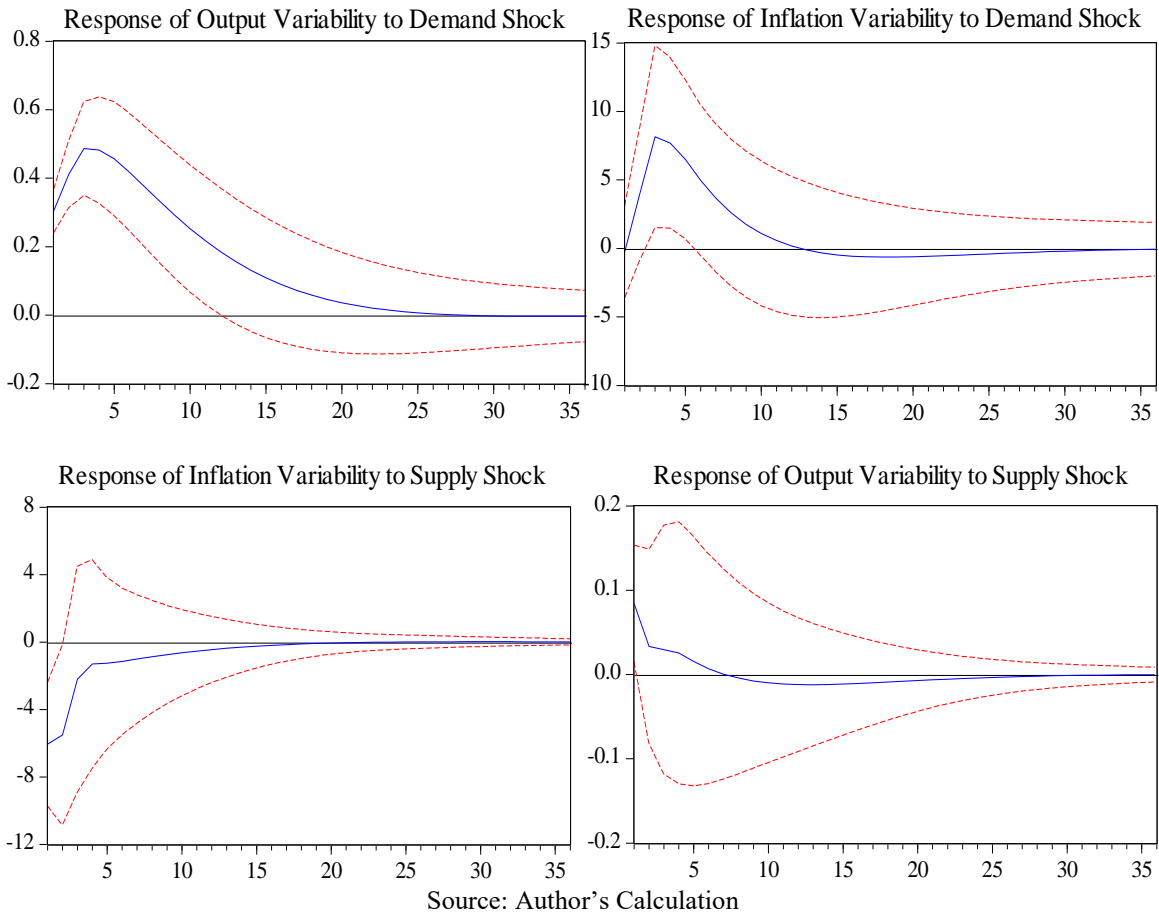 Response of Output Variability to Demand Shock
0.8
0.6
0.4
0.2
0.0
-0.2
5 10 15 20 25 30 35
Response of Inflation Variability to Demand Shock
15
10
5
0
-5
-10
5 10 15 20 25 30 35
Response of Inflation Variability to Supply Shock
8
4
0
-4
-8
-12
5 10 15 20 25 30 35
Response of Output Variability to Supply Shock
0.2
0.1
0.0
-0.1
-0.2
5 10 15 20 25 30 35
Source: Author’s Calculation